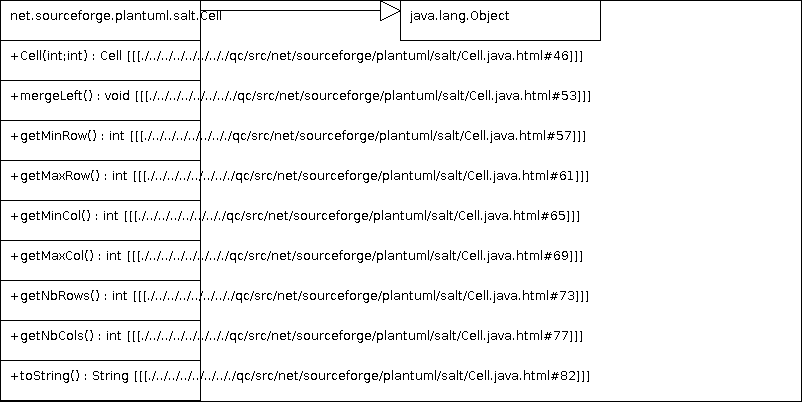 net.sourceforge.plantuml.salt.Cell
java.lang.Object
+Cell(int;int) : Cell [[[./../../../../../../../qc/src/net/sourceforge/plantuml/salt/Cell.java.html#46]]]
+mergeLeft() : void [[[./../../../../../../../qc/src/net/sourceforge/plantuml/salt/Cell.java.html#53]]]
+getMinRow() : int [[[./../../../../../../../qc/src/net/sourceforge/plantuml/salt/Cell.java.html#57]]]
+getMaxRow() : int [[[./../../../../../../../qc/src/net/sourceforge/plantuml/salt/Cell.java.html#61]]]
+getMinCol() : int [[[./../../../../../../../qc/src/net/sourceforge/plantuml/salt/Cell.java.html#65]]]
+getMaxCol() : int [[[./../../../../../../../qc/src/net/sourceforge/plantuml/salt/Cell.java.html#69]]]
+getNbRows() : int [[[./../../../../../../../qc/src/net/sourceforge/plantuml/salt/Cell.java.html#73]]]
+getNbCols() : int [[[./../../../../../../../qc/src/net/sourceforge/plantuml/salt/Cell.java.html#77]]]
+toString() : String [[[./../../../../../../../qc/src/net/sourceforge/plantuml/salt/Cell.java.html#82]]]